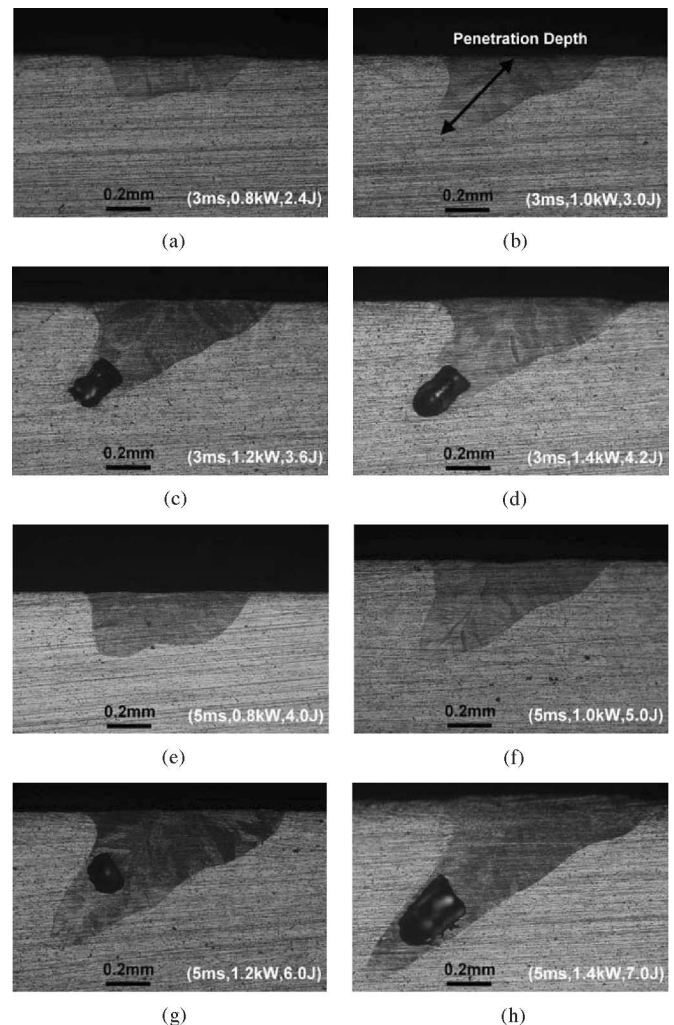 Penetration Depth
0.2mm
(3ms,0.8kW,2.4J)
0.2mm
(3ms,1.0kW,3.0J)
(a)
(b)
0.2mm
(3ms,1.2kW,3.6J)
0.2mm
(3ms,1.4kW,4.2J)
(c)
(d)
0.2mm
(5ms,0.8kW,4.0J)
0.2mm
(5ms,1.0kW,5.0J)
(e)
(f)
0.2mm
(5ms,1.2kW,6.0J)
0.2mm
(5ms,1.4kW,7.0J)
(g)
(h)